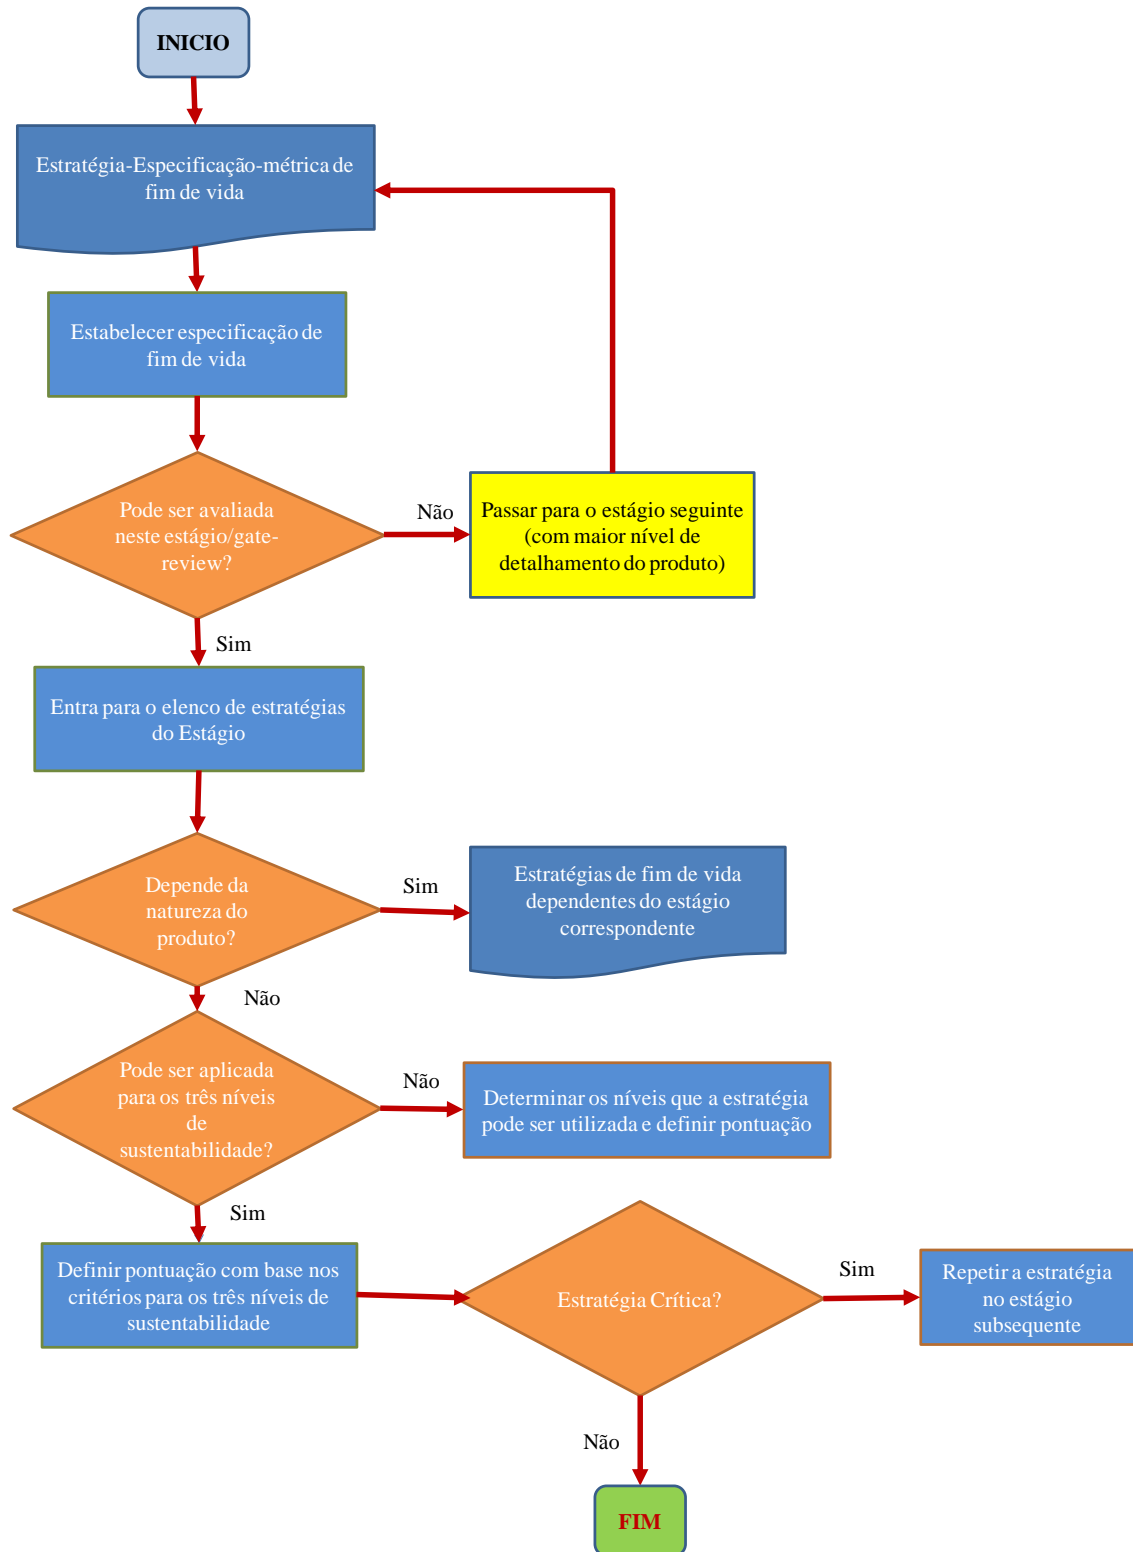 INICIO
Estratégia-Especificação-métrica de
fim de vida
Estabelecer especificação de
fim de vida
Pode ser avaliada
neste estágio/gate-
review?
Não
Passar para o estágio seguinte
(com maior nível de
detalhamento do produto)
Sim
Entra para o elenco de estratégias
do Estágio
Depende da
natureza do
produto?
Sim
Estratégias de fim de vida
dependentes do estágio
correspondente
Não
Pode ser aplicada
para os três níveis
de
sustentabilidade?
Não
Determinar os níveis que a estratégia
pode ser utilizada e definir pontuação
Sim
Definir pontuação com base nos
critérios para os três níveis de
sustentabilidade
Estratégia Crítica?
Sim
Repetir a estratégia
no estágio
subsequente
Não
FIM